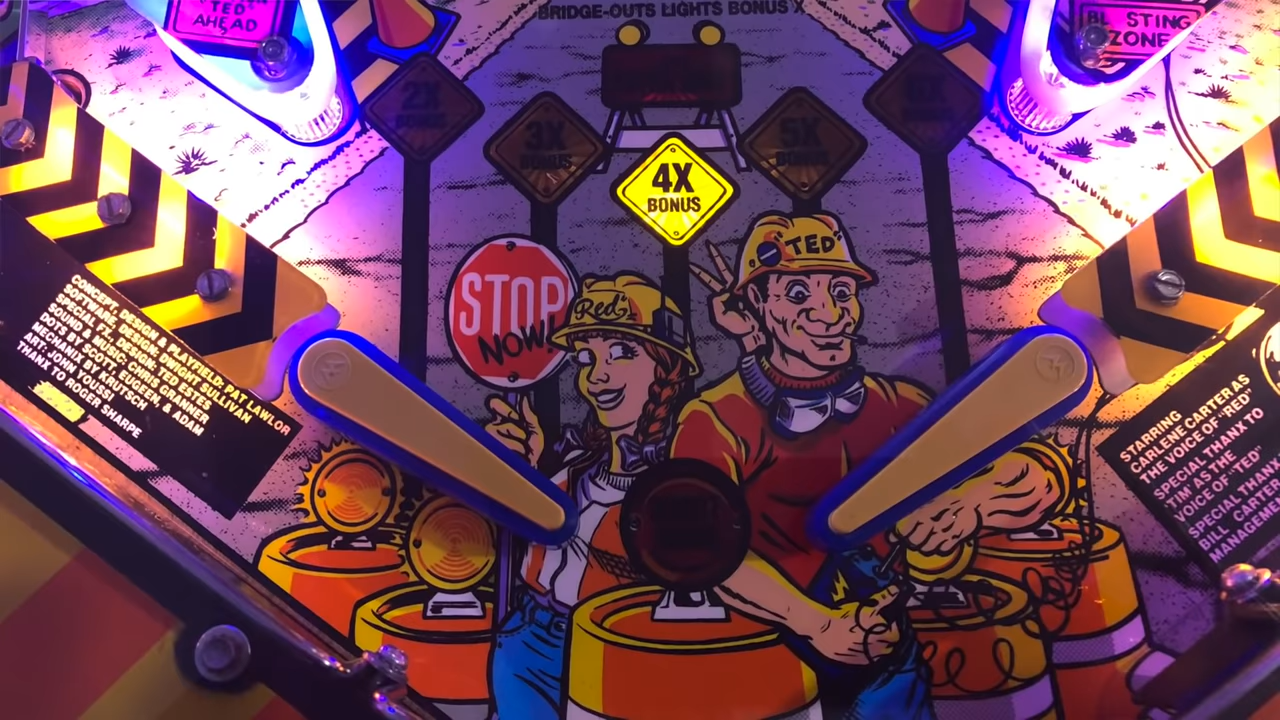 TED"
AHEAD
BRIDGE-OUTS LIGHTS BONUS X
BL STING
ZONE
2X
BONUS
3X
BONUS
4X
BONUS
5X
BONUS
BONUS
STOP
NOW!
Red
"TED"
CONCEPT, DESIGN & PLAYFIELD: PAT LAWLOR
SOFTWARE DESIGN: DWIGHT SULLIVAN
SPECIAL F.L. DESIGN: TED ESTES
SOUND & MUSIC: CHRIS GRANNER
DOTS BY SCOTT, EUGEN, & ADAM
MECHANIX BY KRUTSCH
ART: JOHN YOUSSI
THANX TO ROGER SHARPE
STARRING
CARLENE CARTER AS
THE VOICE OF "RED"
SPECIAL THANX TO
"TIM" AS THE
VOICE OF "TED"
SPECIAL THANX
BILL CARTER
MANAGEME